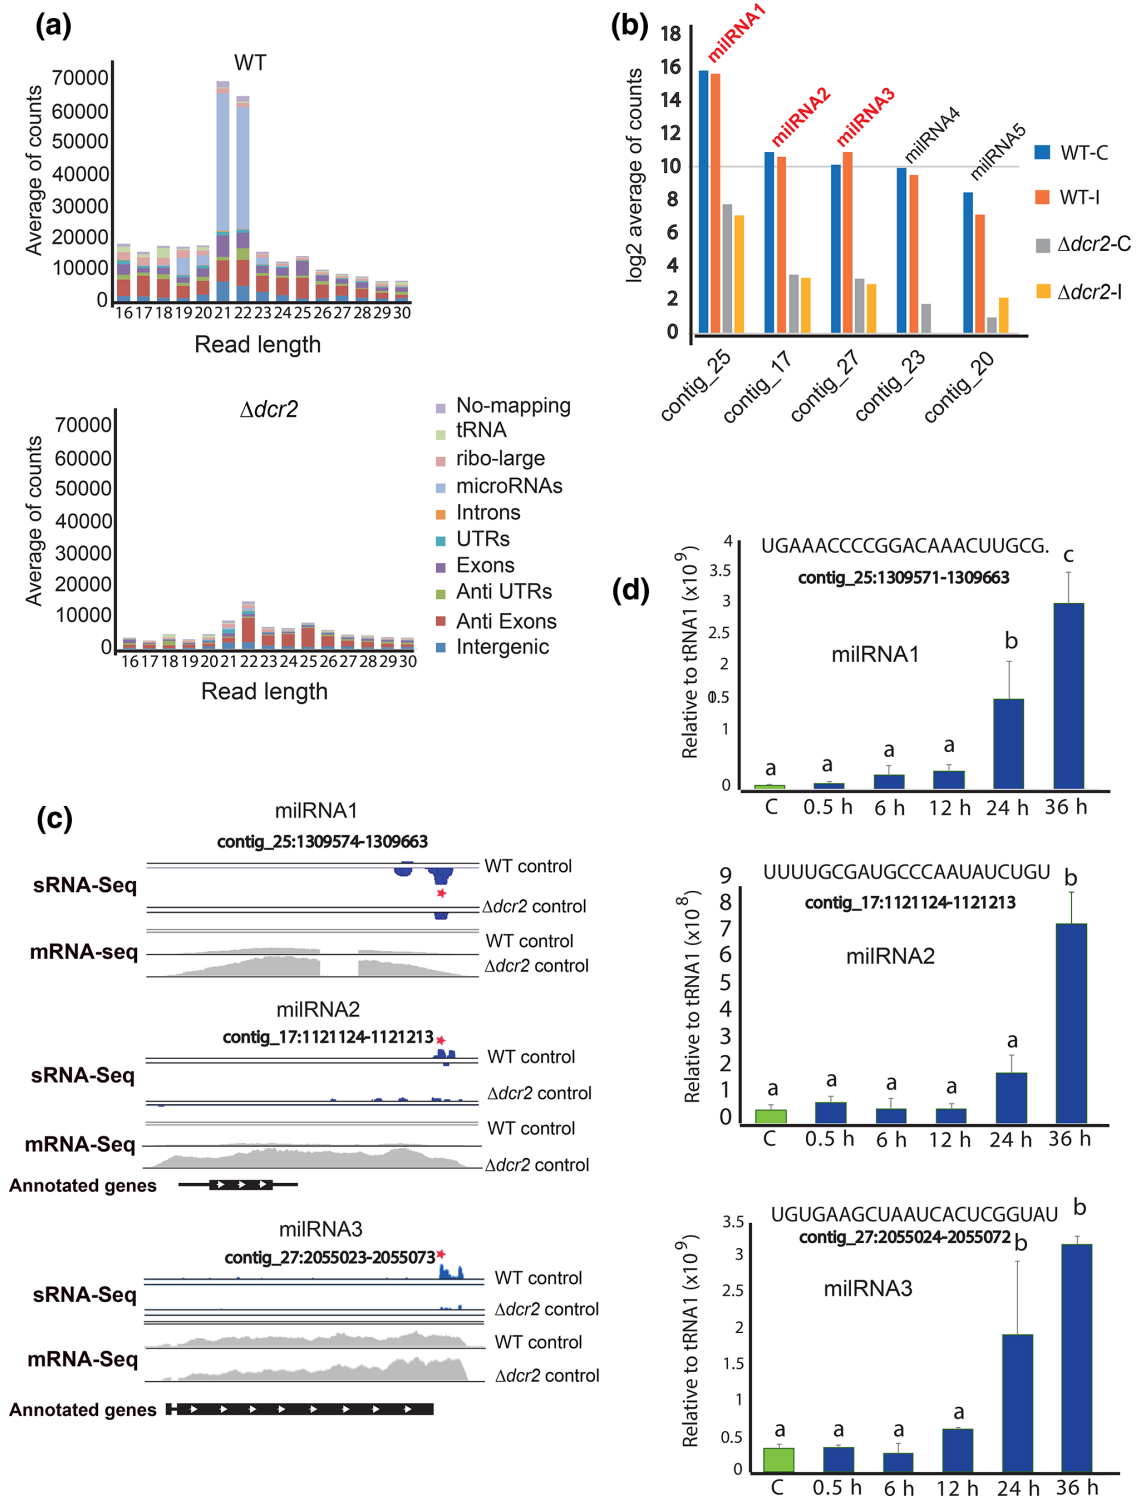 (a)
WT
Average of counts
70000
60000
50000
40000
30000
20000
10000
0
16 17 18 19 20 21 22 23 24 25 26 27 28 29 30
Read length
Δdcr2
Average of counts
70000
60000
50000
40000
30000
20000
10000
0
16 17 18 19 20 21 22 23 24 25 26 27 28 29 30
Read length
No-mapping
tRNA
ribo-large
microRNAs
Introns
UTRs
Exons
Anti UTRs
Anti Exons
Intergenic
(b)
log2 average of counts
18
16
14
12
10
8
6
4
2
0
milRNA1
milRNA2
milRNA3
milRNA4
milRNA5
contig_25
contig_17
contig_27
contig_23
contig_20
WT-C
WT-I
Δdcr2-C
Δdcr2-I
(c)
milRNA1
contig_25:1309574-1309663
sRNA-Seq
WT control
Δdcr2 control
mRNA-seq
WT control
Δdcr2 control
milRNA2
contig_17:1121124-1121213
sRNA-Seq
WT control
Δdcr2 control
mRNA-Seq
WT control
Δdcr2 control
Annotated genes
milRNA3
contig_27:2055023-2055073
sRNA-Seq
WT control
Δdcr2 control
mRNA-Seq
WT control
Δdcr2 control
Annotated genes
(d)
UGAAACCCCGGACAAACUUGCG.
contig_25:1309571-1309663
milRNA1
Relative to tRNA1 (x10 9)
4
3.5
3
2.5
2
1
0
a a a a b c
C 0.5 h 6 h 12 h 24 h 36 h
UUUUGCGAUGCCCAAUAUCUGU
contig_17:1121124-1121213
milRNA2
Relative to tRNA1 (x10 8)
9
8
7
6
5
4
3
2
1
0
a a a a a b
C 0.5 h 6 h 12 h 24 h 36 h
UGUGAAGCUAAUCACUCGGUAU
contig_27:2055024-2055072
milRNA3
Relative to tRNA1 (x10 9)
3.5
3
2.5
2
1.5
1
0.5
0
a a a a b b
C 0.5 h 6 h 12 h 24 h 36 h